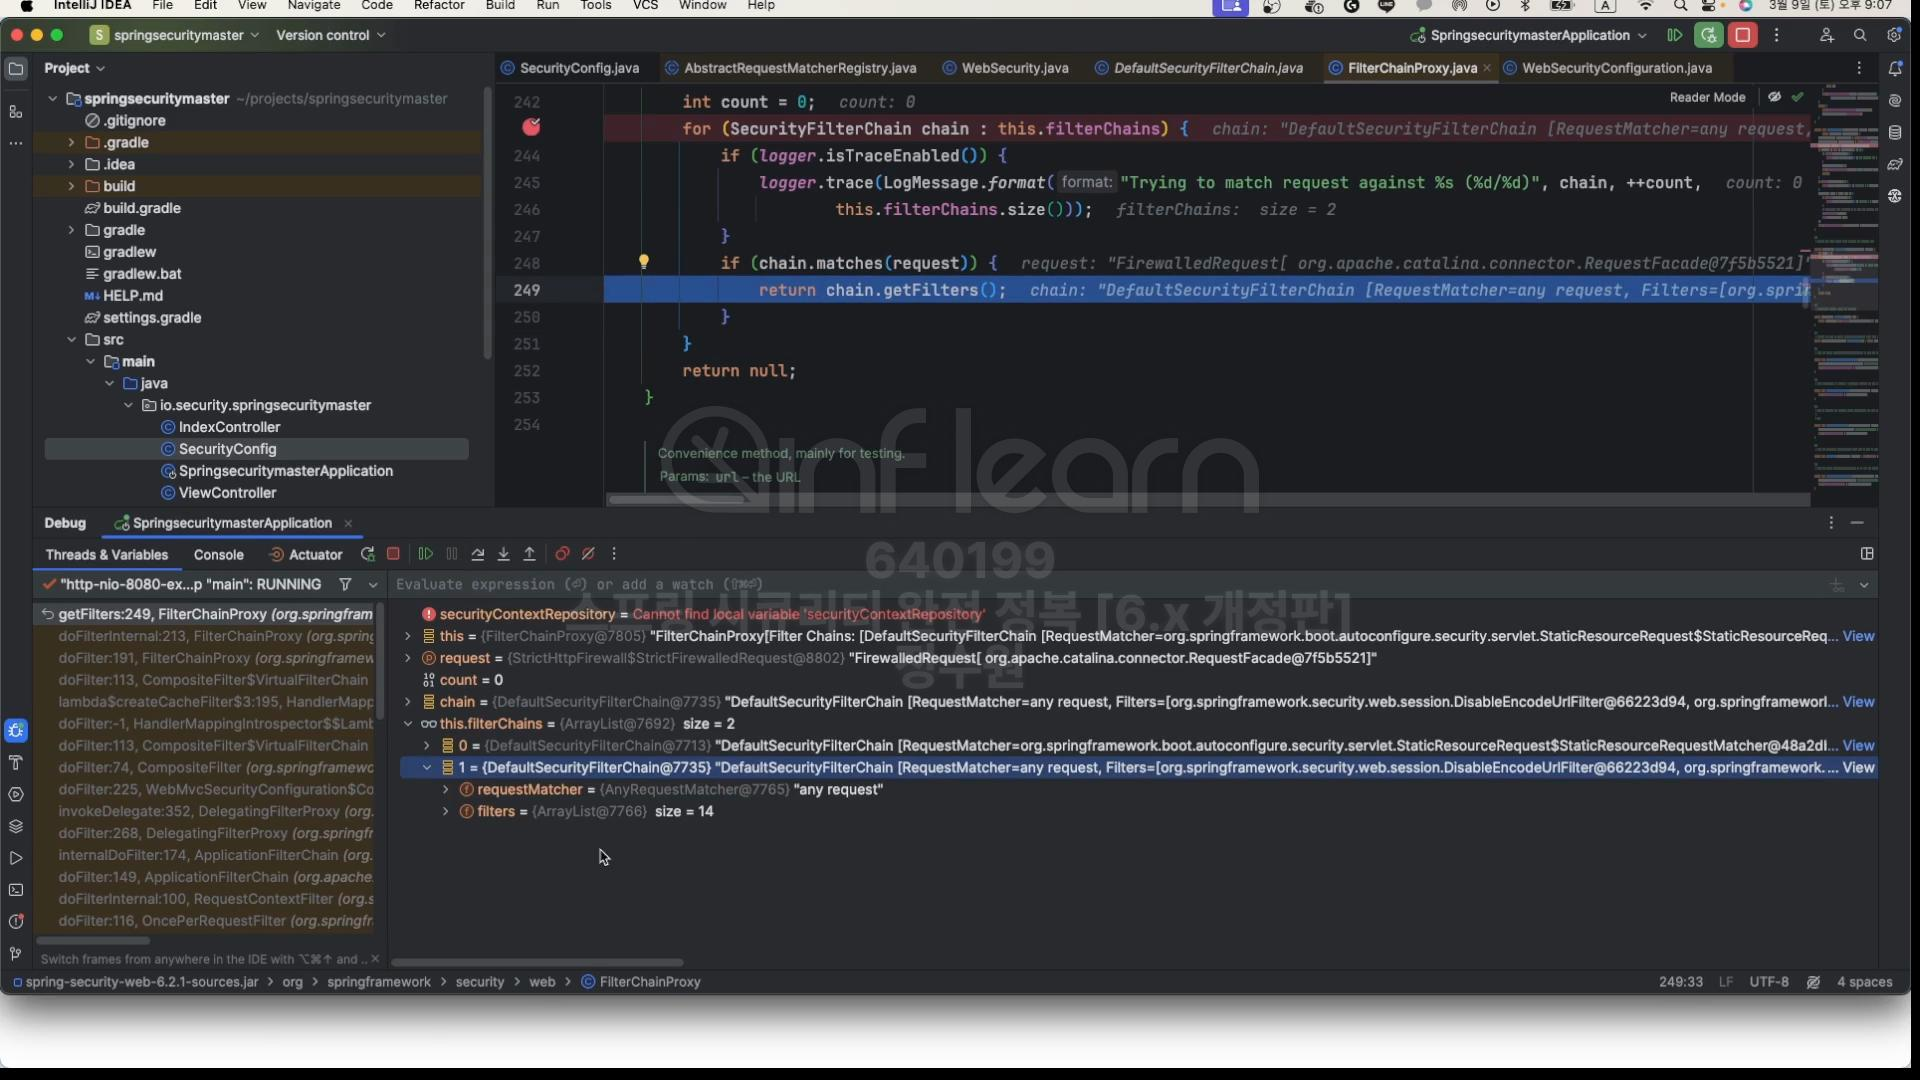 IntelliJ IDEA File Edit View Navigate Code Refactor Build Run Tools VCS Window Help 3월 9일 (토) 오후 9:07
S springsecuritymaster Version control SpringsecuritymasterApplication
Project
SecurityConfig.java AbstractRequestMatcherRegistry.java WebSecurity.java DefaultSecurityFilterChain.java FilterChainProxy.java WebSecurityConfiguration.java
springsecuritymaster ~/projects/springsecuritymaster
.gitignore
.gradle
.idea
build
build.gradle
gradle
gradlew
gradlew.bat
HELP.md
settings.gradle
src
main
java
io.security.springsecuritymaster
IndexController
SecurityConfig
SpringsecuritymasterApplication
ViewController
Reader Mode
242 int count = 0; count: 0
for (SecurityFilterChain chain : this.filterChains) { chain: "DefaultSecurityFilterChain [RequestMatcher=any request,
244 if (logger.isTraceEnabled()) {
245 logger.trace(LogMessage.format( format: "Trying to match request against %s (%d/%d)", chain, ++count, count: 0
246 this.filterChains.size())); filterChains: size = 2
247 }
248 if (chain.matches(request)) { request: "FirewalledRequest[ org.apache.catalina.connector.RequestFacade@7f5b5521]"
249 return chain.getFilters(); chain: "DefaultSecurityFilterChain [RequestMatcher=any request, Filters=[org.sprin
250 }
251 }
252 return null;
253 }
254
Convenience method, mainly for testing.
Params: url – the URL
inflearn
640199
스프링 시큐리티 완전 정복 [6.x 개정판]
정수원
Debug SpringsecuritymasterApplication
Threads & Variables Console Actuator
"http-nio-8080-ex...p "main": RUNNING
Evaluate expression (⏎) or add a watch (⇧⌘⏎)
getFilters:249, FilterChainProxy (org.springfram
doFilterInternal:213, FilterChainProxy (org.spring
doFilter:191, FilterChainProxy (org.springframew
doFilter:113, CompositeFilter$VirtualFilterChain
lambda$createCacheFilter$3:195, HandlerMapp
doFilter:-1, HandlerMappingIntrospector$$Lamb
doFilter:113, CompositeFilter$VirtualFilterChain
doFilter:74, CompositeFilter (org.springframewo
doFilter:225, WebMvcSecurityConfiguration$Co
invokeDelegate:352, DelegatingFilterProxy (org.
doFilter:268, DelegatingFilterProxy (org.springfr
internalDoFilter:174, ApplicationFilterChain (org.
doFilter:149, ApplicationFilterChain (org.apache
doFilterInternal:100, RequestContextFilter (org.s
doFilter:116, OncePerRequestFilter (org.springfr
Switch frames from anywhere in the IDE with ⌥⌘↑ and ..
securityContextRepository = Cannot find local variable 'securityContextRepository'
this = {FilterChainProxy@7805} "FilterChainProxy[Filter Chains: [DefaultSecurityFilterChain [RequestMatcher=org.springframework.boot.autoconfigure.security.servlet.StaticResourceRequest$StaticResourceReq... View
request = {StrictHttpFirewall$StrictFirewalledRequest@8802} "FirewalledRequest[ org.apache.catalina.connector.RequestFacade@7f5b5521]"
count = 0
chain = {DefaultSecurityFilterChain@7735} "DefaultSecurityFilterChain [RequestMatcher=any request, Filters=[org.springframework.security.web.session.DisableEncodeUrlFilter@66223d94, org.springframeworl... View
this.filterChains = {ArrayList@7692} size = 2
0 = {DefaultSecurityFilterChain@7713} "DefaultSecurityFilterChain [RequestMatcher=org.springframework.boot.autoconfigure.security.servlet.StaticResourceRequest$StaticResourceRequestMatcher@48a2dl... View
1 = {DefaultSecurityFilterChain@7735} "DefaultSecurityFilterChain [RequestMatcher=any request, Filters=[org.springframework.security.web.session.DisableEncodeUrlFilter@66223d94, org.springframework. ... View
requestMatcher = {AnyRequestMatcher@7765} "any request"
filters = {ArrayList@7766} size = 14
spring-security-web-6.2.1-sources.jar > org > springframework > security > web > FilterChainProxy 249:33 LF UTF-8 4 spaces